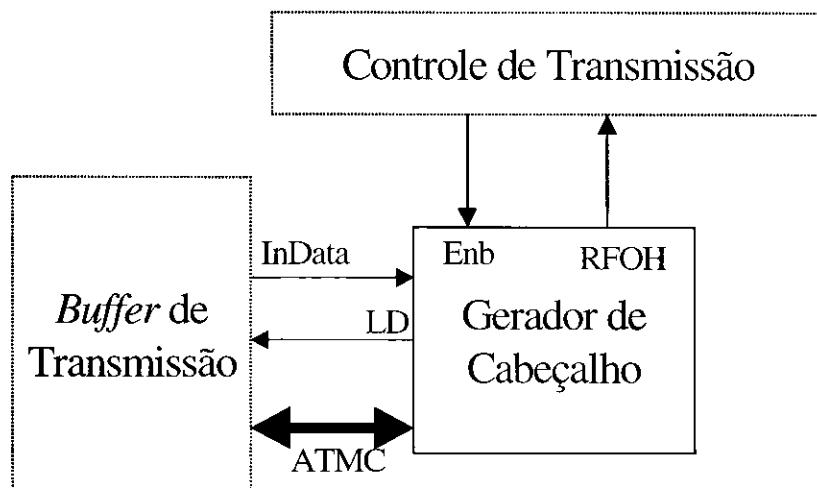 Controle de Transmissão
InData
Enb
RFOH
Buffer de
Transmissão
LD
Gerador de
Cabeçalho
ATMC